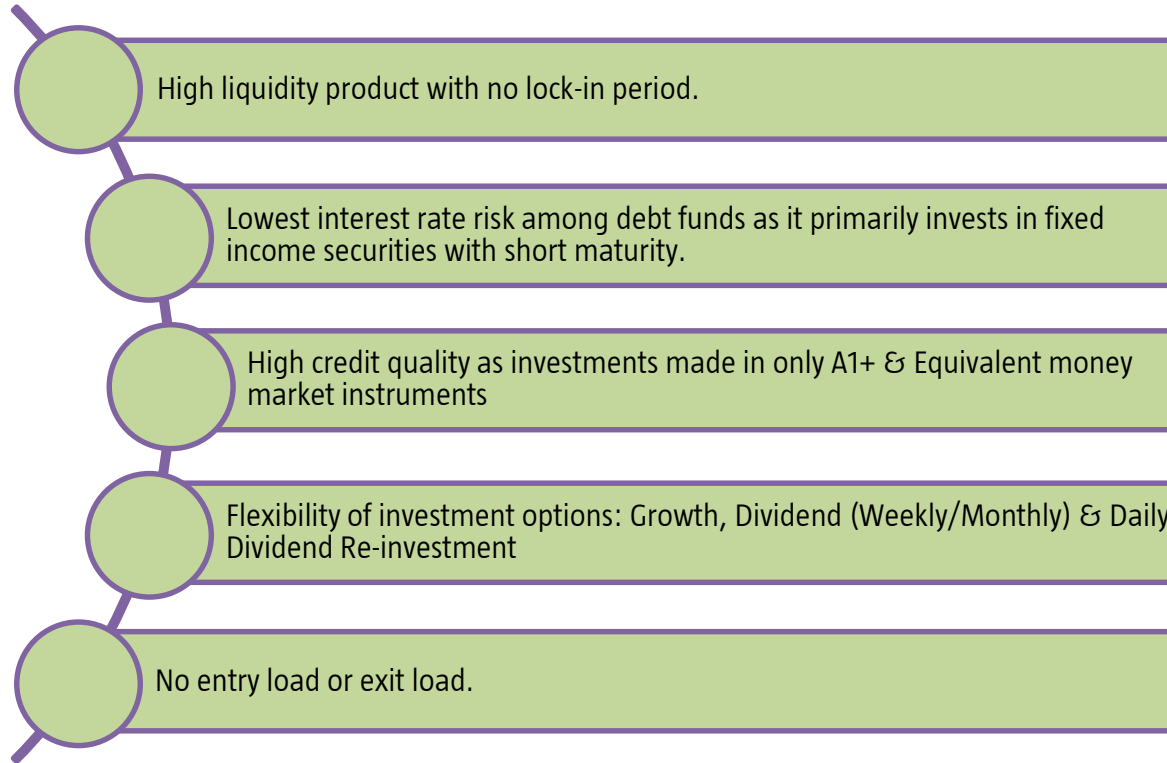 High liquidity product with no lock-in period.
Lowest interest rate risk among debt funds as it primarily invests in fixed
income securities with short maturity.
High credit quality as investments made in only A1+ & Equivalent money
market instruments
Flexibility of investment options: Growth, Dividend (Weekly/Monthly) & Daily
Dividend Re-investment
No entry load or exit load.